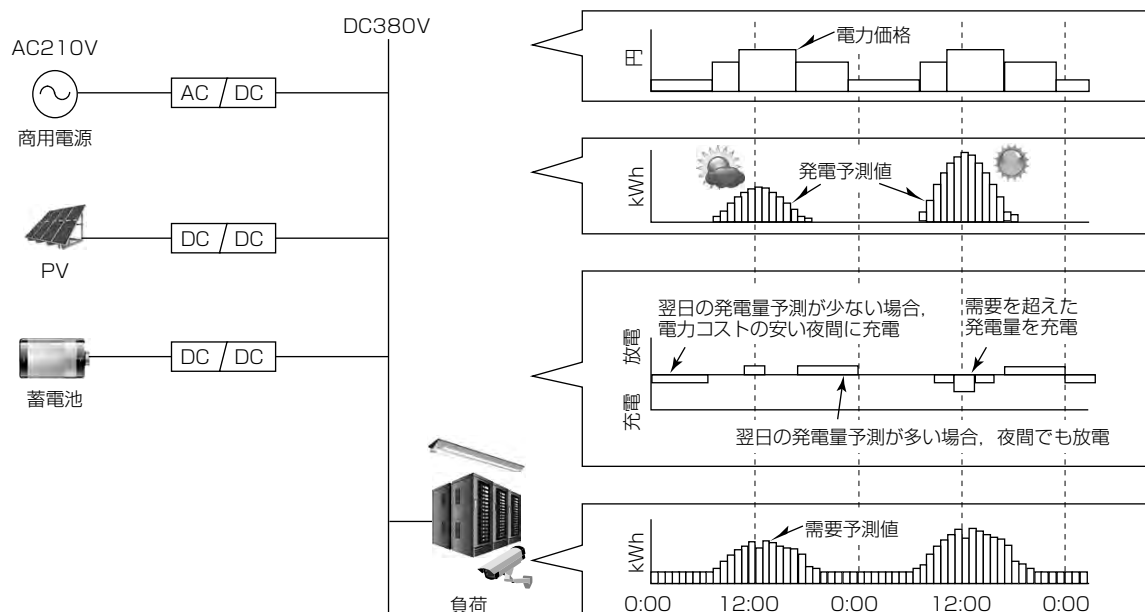 DC380V
AC210V
AC / DC
商用電源
DC / DC
PV
DC / DC
蓄電池
負荷
円
電力価格
kWh
発電予測値
翌日の発電量予測が少ない場合,
電力コストの安い夜間に充電
需要を超えた
発電量を充電
放電
充電
翌日の発電量予測が多い場合, 夜間でも放電
kWh
需要予測値
0:00 12:00 0:00 12:00 0:00